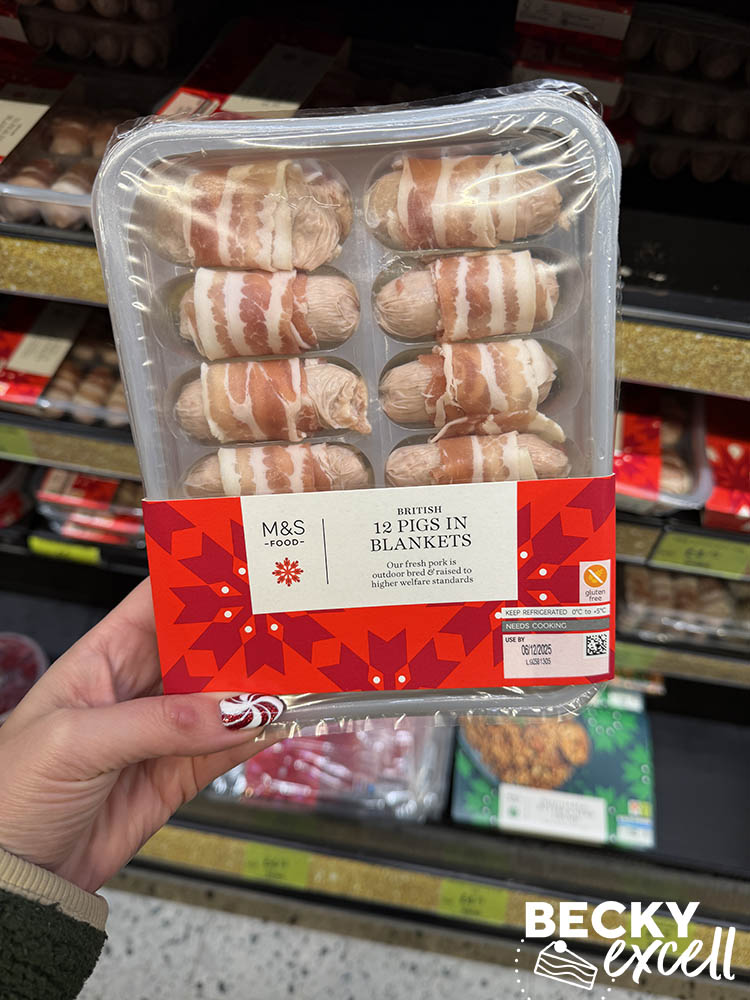 M&S
-FOOD-
BRITISH
12 PIGS IN
BLANKETS
Our fresh pork is
outdoor bred & raised to
higher welfare standards
gluten
free
KEEP REFRIGERATED 0°C to +5°C
NEEDS COOKING
USE BY
06/12/2025
BECKY
excell